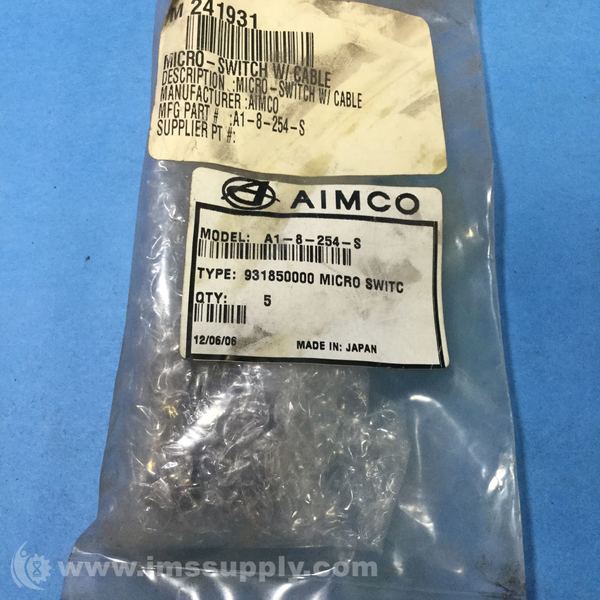 241931
MICRO-SWITCH W/ CABLE
DESCRIPTION :MICRO-SWITCH W/ CABLE
MANUFACTURER :AIMCO
MFG PART # :A1-8-254-S
SUPPLIER PT #:
AIMCO
MODEL: A1-8-254-S
TYPE: 931850000 MICRO SWITC
QTY: 5
12/06/06 MADE IN: JAPAN
www.imssupply.com